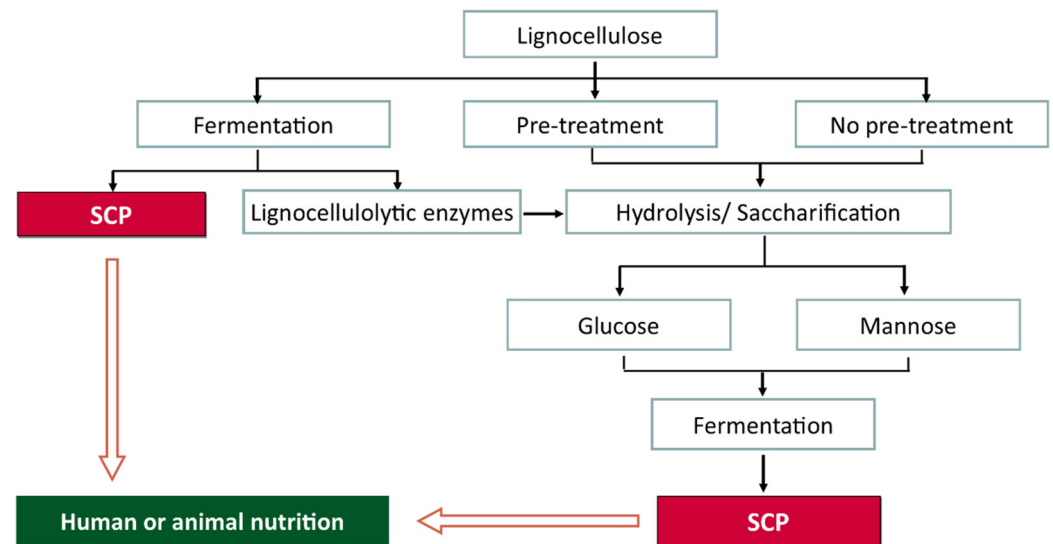 Lignocellulose
Fermentation
Pre-treatment
No pre-treatment
SCP
Lignocellulolytic enzymes
Hydrolysis/ Saccharification
Glucose
Mannose
Fermentation
Human or animal nutrition
SCP